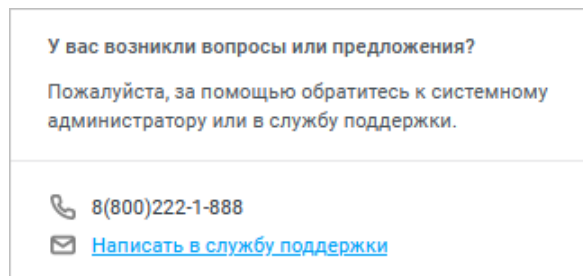 У вас возникли вопросы или предложения?
Пожалуйста, за помощью обратитесь к системному
администратору или в службу поддержки.
8(800)222-1-888
Написать в службу поддержки